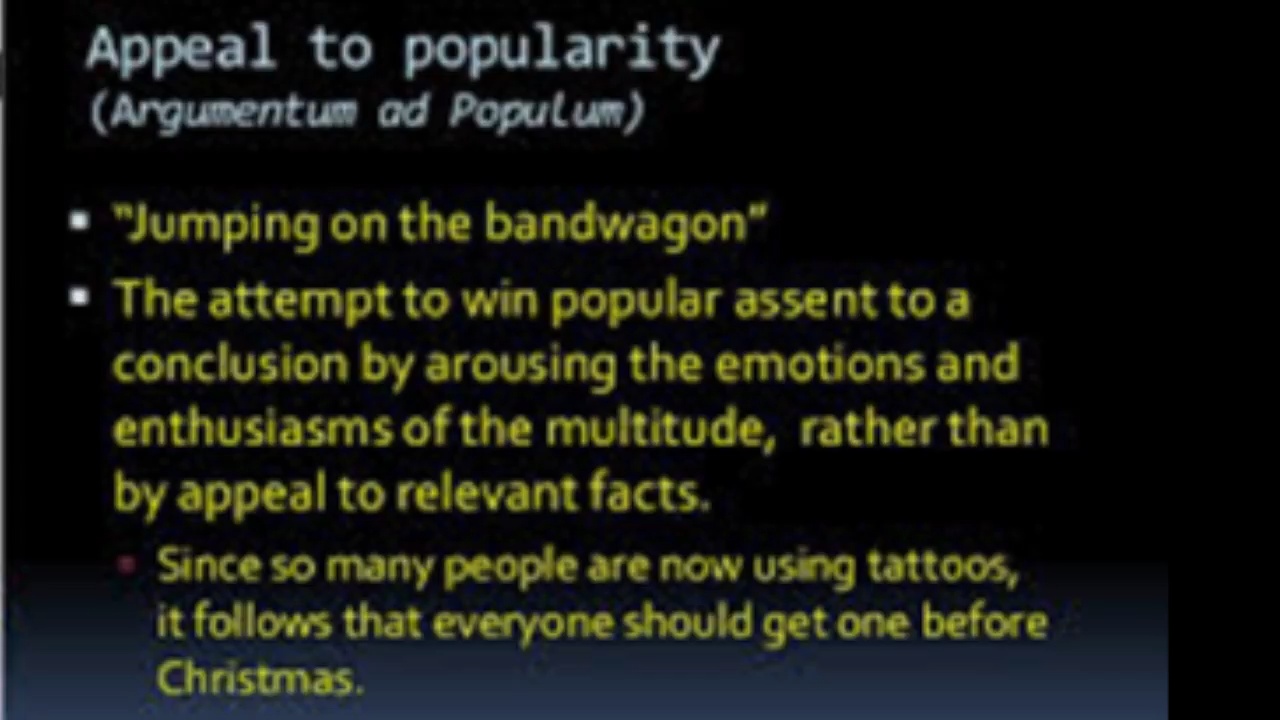 Appeal to popularity
(Argumentum ad Populum)
"Jumping on the bandwagon"
The attempt to win popular assent to a
conclusion by arousing the emotions and
enthusiasms of the multitude, rather than
by appeal to relevant facts.
Since so many people are now using tattoos,
it follows that everyone should get one before
Christmas.